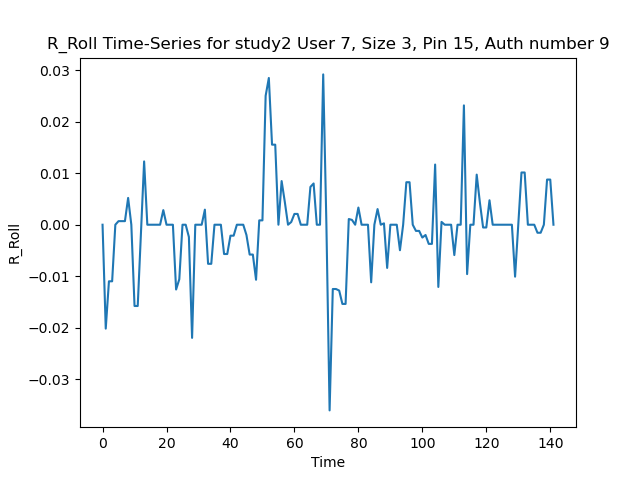 R_Roll Time-Series for study2 User 7, Size 3, Pin 15, Auth number 9
0.03
0.02
0.01
0.00
−0.01
−0.02
−0.03
R_Roll
0 20 40 60 80 100 120 140
Time